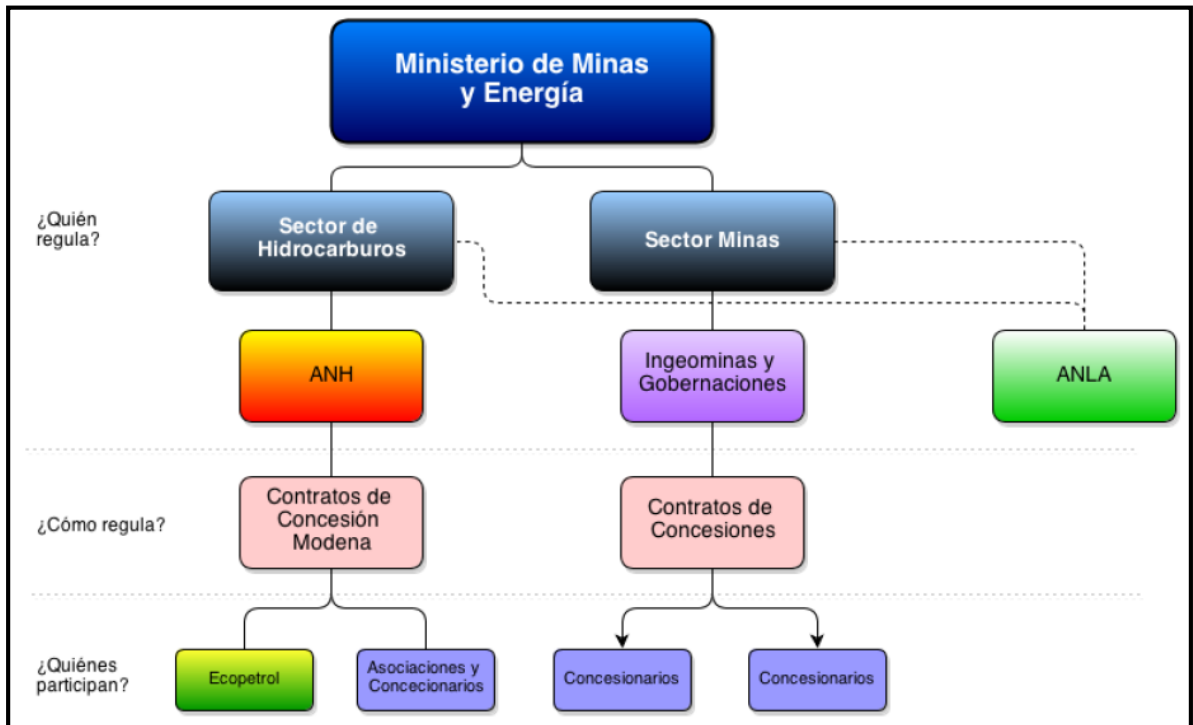 Ministerio de Minas
y Energía
¿Quién
regula?
Sector de
Hidrocarburos
Sector Minas
ANH
Ingeominas y
Gobernaciones
ANLA
¿Cómo regula?
Contratos de
Concesión
Modena
Contratos de
Concesiones
¿Quiénes
participan?
Ecopetrol
Asociaciones y
Concecionarios
Concesionarios
Concesionarios